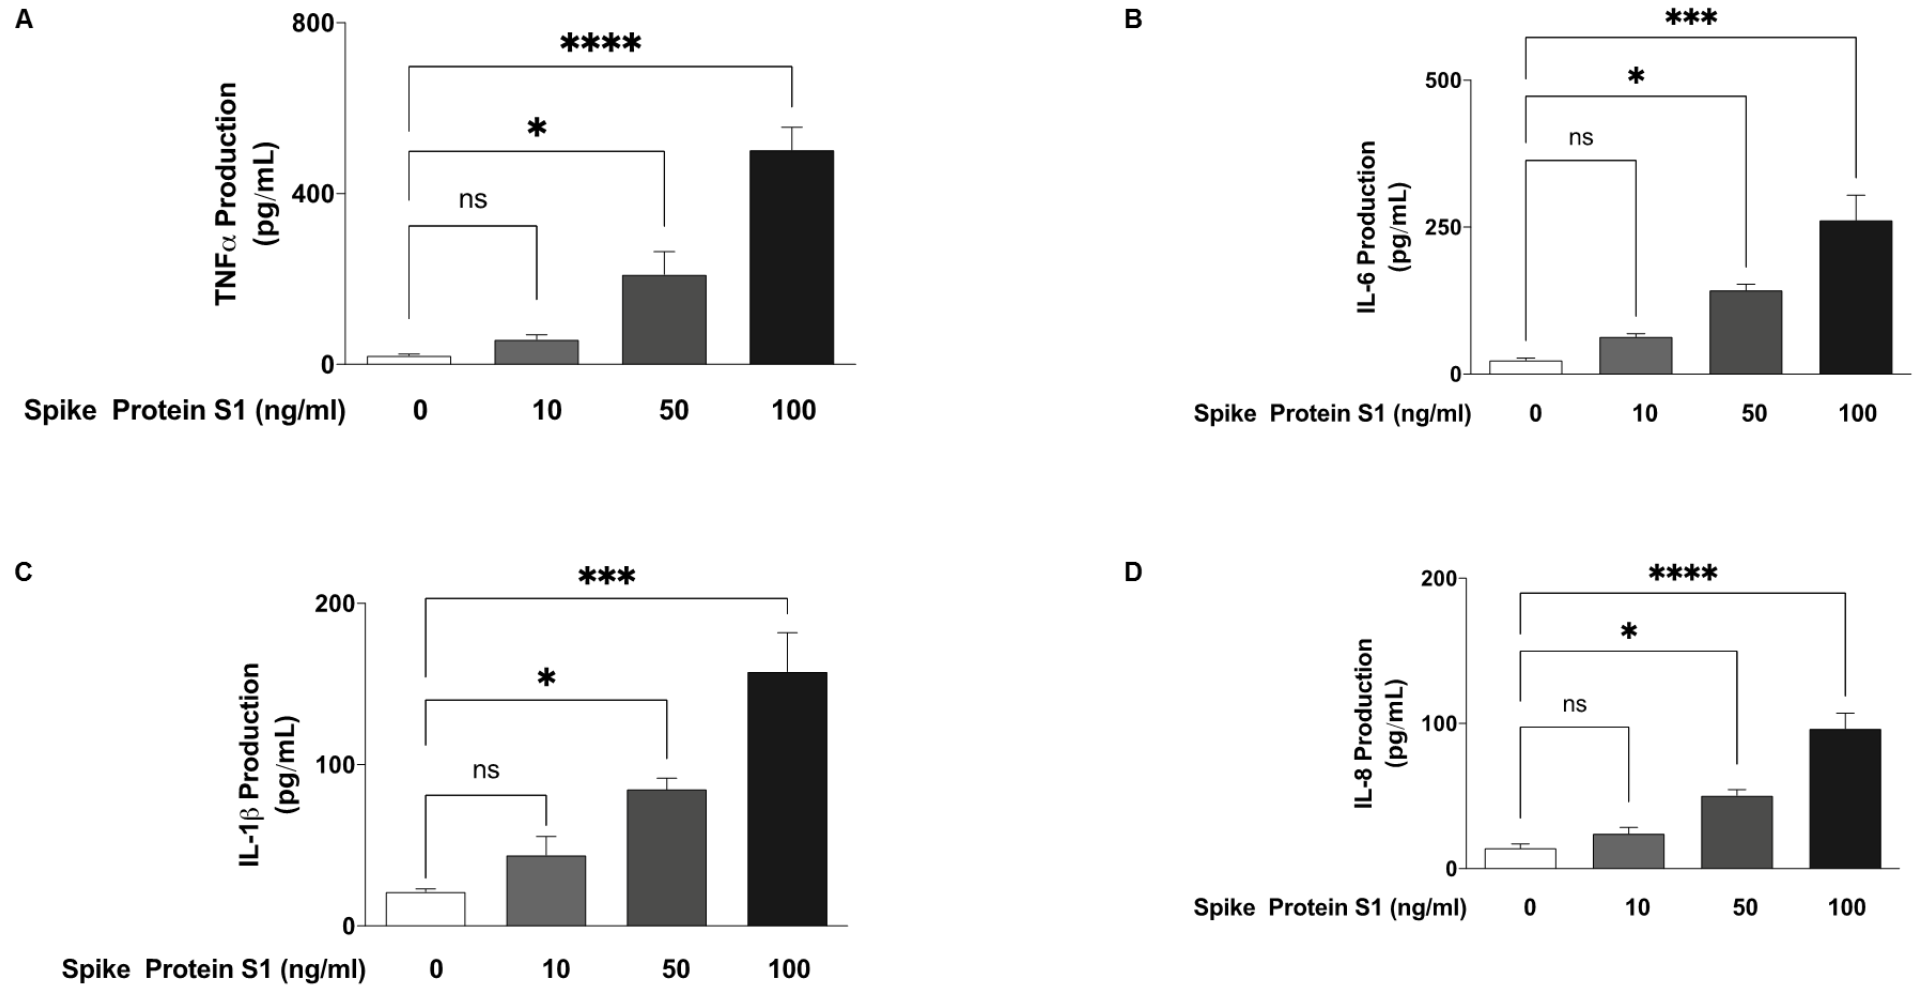 A
TNFα Production
(pg/mL)
800
400
0
****
*
ns
Spike Protein S1 (ng/ml) 0 10 50 100
B
IL-6 Production
(pg/mL)
500
250
0
***
*
ns
Spike Protein S1 (ng/ml) 0 10 50 100
C
IL-1β Production
(pg/mL)
200
100
0
***
*
ns
Spike Protein S1 (ng/ml) 0 10 50 100
D
IL-8 Production
(pg/mL)
200
100
0
****
*
ns
Spike Protein S1 (ng/ml) 0 10 50 100